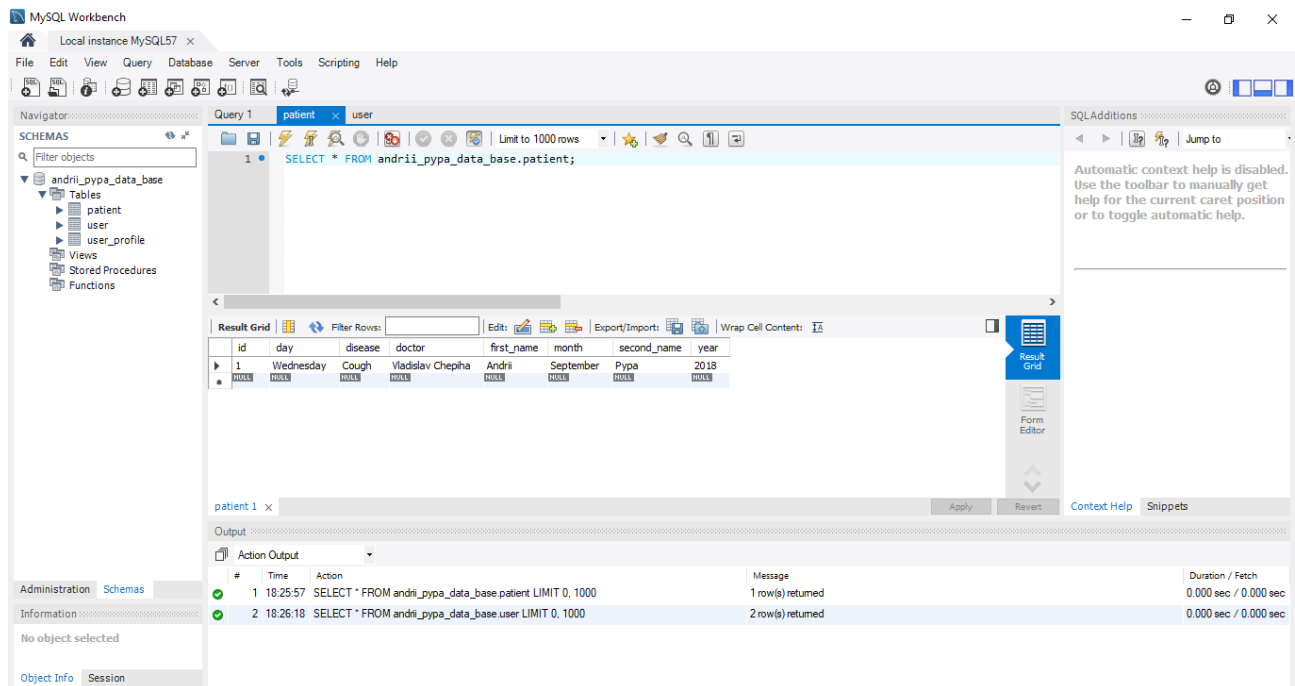 MySQL Workbench
Local instance MySQL57
File Edit View Query Database Server Tools Scripting Help
Navigator
SCHEMAS
Filter objects
andrii_pypa_data_base
Tables
patient
user
user_profile
Views
Stored Procedures
Functions
Administration Schemas
Information
No object selected
Object Info Session
Query 1 patient user
Limit to 1000 rows
1 SELECT * FROM andrii_pypa_data_base.patient;
Result Grid Filter Rows: Edit: Export/Import: Wrap Cell Content:
id day disease doctor first_name month second_name year
1 Wednesday Cough Vladislav Chepiha Andrii September Pypa 2018
NULL NULL NULL NULL NULL NULL NULL NULL
Result Grid
Form Editor
patient 1 Apply Revert
Output
Action Output
# Time Action Message Duration / Fetch
1 18:25:57 SELECT * FROM andrii_pypa_data_base.patient LIMIT 0, 1000 1 row(s) returned 0.000 sec / 0.000 sec
2 18:26:18 SELECT * FROM andrii_pypa_data_base.user LIMIT 0, 1000 2 row(s) returned 0.000 sec / 0.000 sec
SQLAdditions
Jump to
Automatic context help is disabled.
Use the toolbar to manually get
help for the current caret position
or to toggle automatic help.
Context Help Snippets